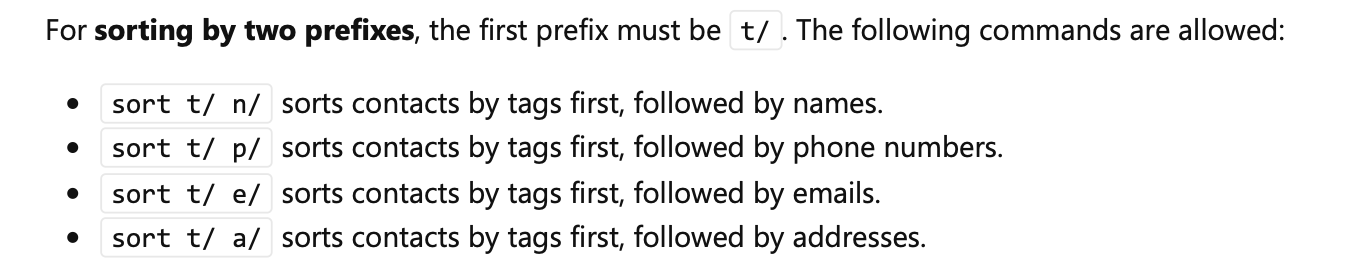 For sorting by two prefixes, the first prefix must be t/ . The following commands are allowed:
• sort t/ n/ sorts contacts by tags first, followed by names.
• sort t/ p/ sorts contacts by tags first, followed by phone numbers.
• sort t/ e/ sorts contacts by tags first, followed by emails.
• sort t/ a/ sorts contacts by tags first, followed by addresses.